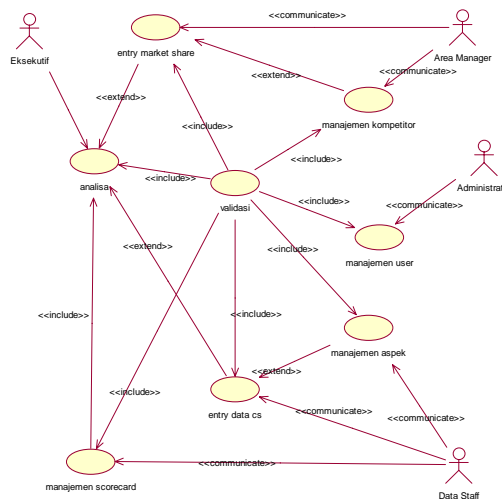 <<communicate>>
Eksekutif
entry market share
Area Manager
<<extend>>
<<communicate>>
<<extend>>
manajemen kompetitor
<<include>>
<<include>>
<<include>>
analisa
validasi
<<include>>
Administrat
<<communicate>>
<<extend>>
<<include>>
manajemen user
<<include>>
<<include>>
manajemen aspek
<<extend>>
<<include>>
entry data cs
<<communicate>>
<<communicate>>
<<communicate>>
manajemen scorecard
Data Staff